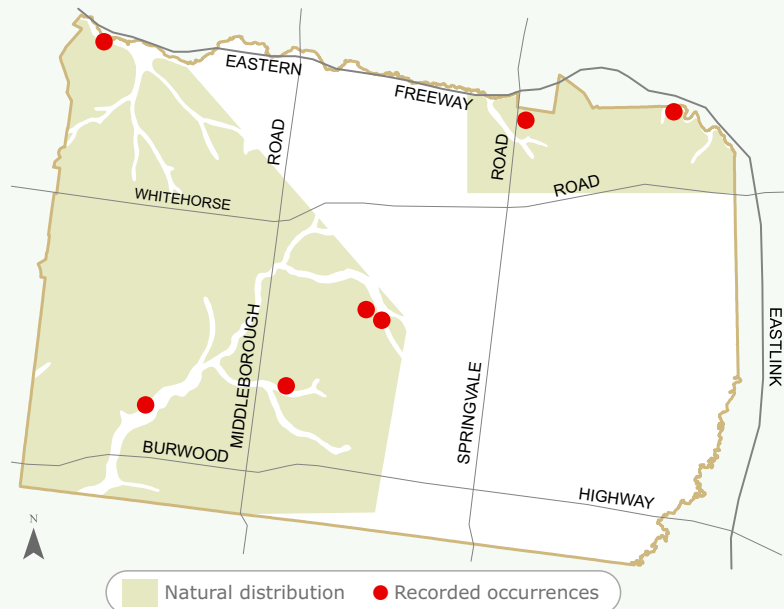 EASTERN
FREEWAY
ROAD
ROAD
WHITEHORSE
ROAD
MIDDLEBOROUGH
SPRINGVALE
EASTLINK
BURWOOD
HIGHWAY
N
Natural distribution
Recorded occurrences